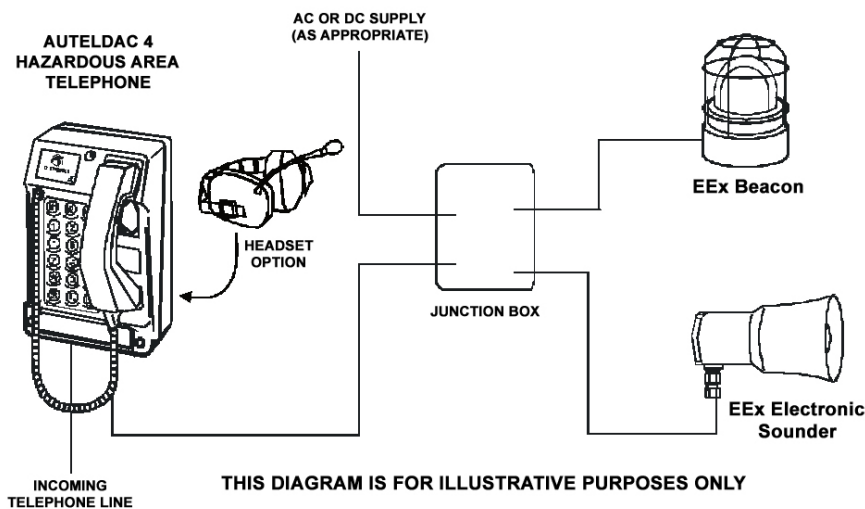 AC OR DC SUPPLY
(AS APPROPRIATE)
AUTELDAC 4
HAZARDOUS AREA
TELEPHONE
EEx Beacon
HEADSET
OPTION
JUNCTION BOX
EEx Electronic
Sounder
INCOMING
TELEPHONE LINE
THIS DIAGRAM IS FOR ILLUSTRATIVE PURPOSES ONLY